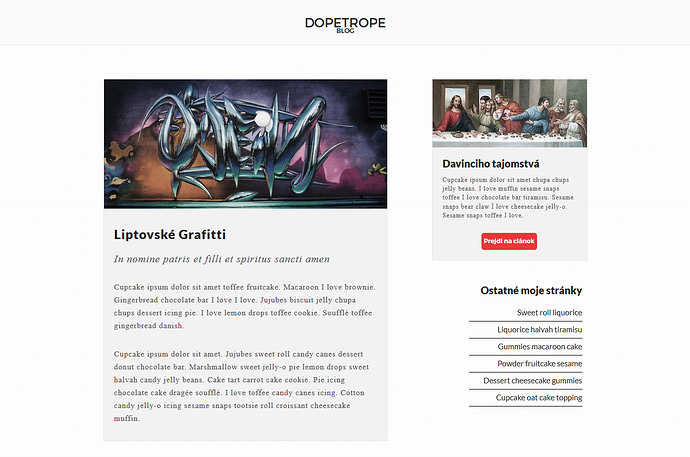 DOPETROPE
BLOG
Liptovské Grafitti
In nomine patris et filli et spiritus sancti amen
Cupcake ipsum dolor sit amet toffee fruitcake. Macaroon I love brownie.
Gingerbread chocolate bar I love I love. Jujubes biscuit jelly chupa
chups dessert icing pie. I love lemon drops toffee cookie. Soufflé toffee
gingerbread danish.
Cupcake ipsum dolor sit amet. Jujubes sweet roll candy canes dessert
donut chocolate bar. Marshmallow sweet jelly-o pie lemon drops sweet
halvah candy jelly beans. Cake tart carrot cake cookie. Pie icing
chocolate cake dragée soufflé. I love toffee candy canes icing. Cotton
candy jelly-o icing sesame snaps tootsie roll croissant cheesecake
muffin.
Davinciho tajomstvá
Cupcake ipsum dolor sit amet chupa chups
jelly beans. I love muffin sesame snaps
toffee I love chocolate bar tiramisu. Sesame
snaps bear claw I love cheesecake jelly-o.
Sesame snaps toffee I love.
Prejdi na clánok
Ostatné moje stránky
Sweet roll liquorice
Liquorice halvah tiramisu
Gummies macaroon cake
Powder fruitcake sesame
Dessert cheesecake gummies
Cupcake oat cake topping